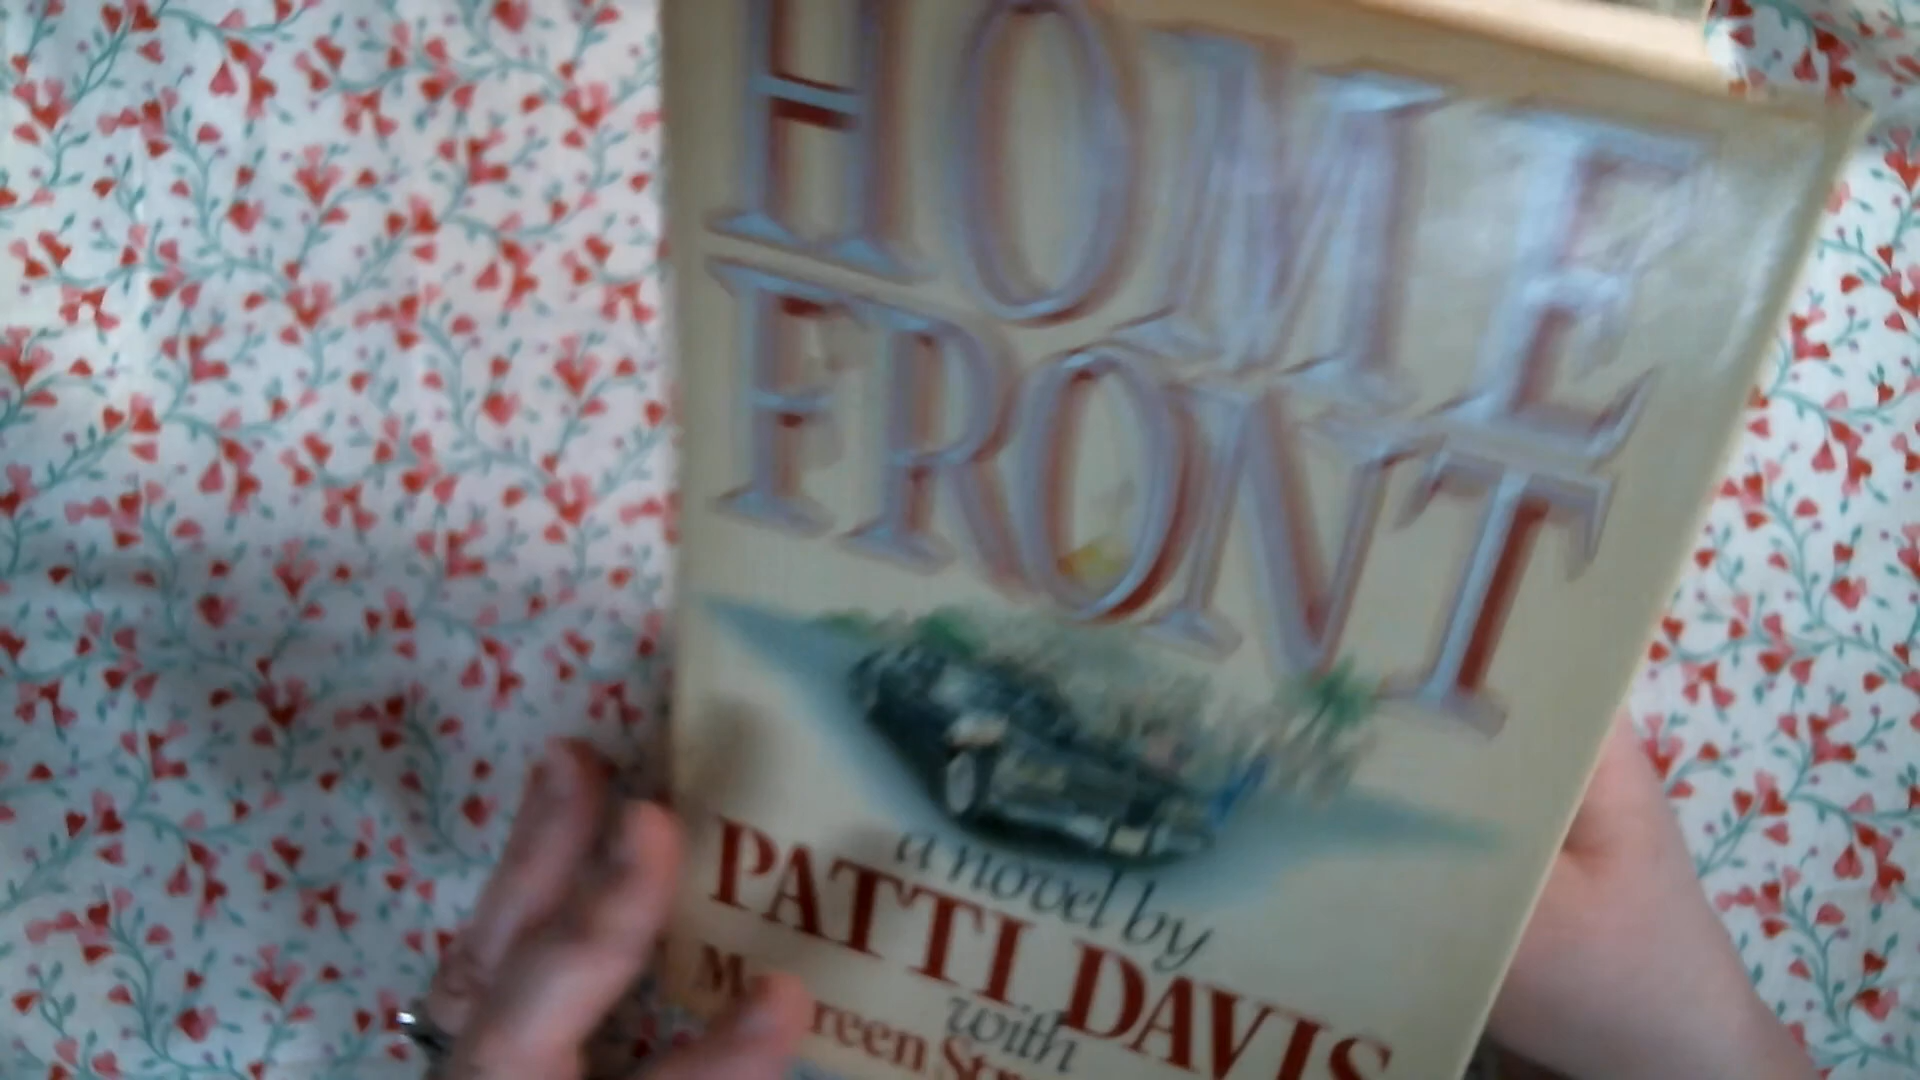 HOME
FRONT
a novel by
PATTI DAVIS
with